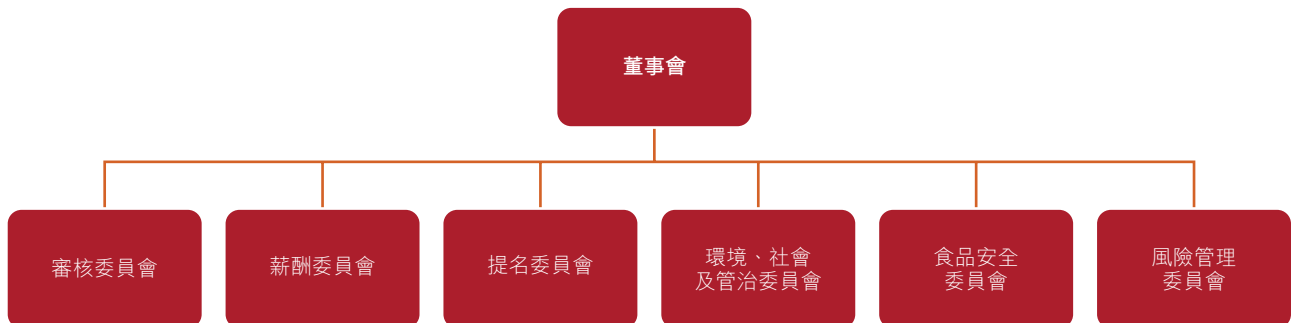 董事會
審核委員會
薪酬委員會
提名委員會
環境、社會
及管治委員會
食品安全
委員會
風險管理
委員會